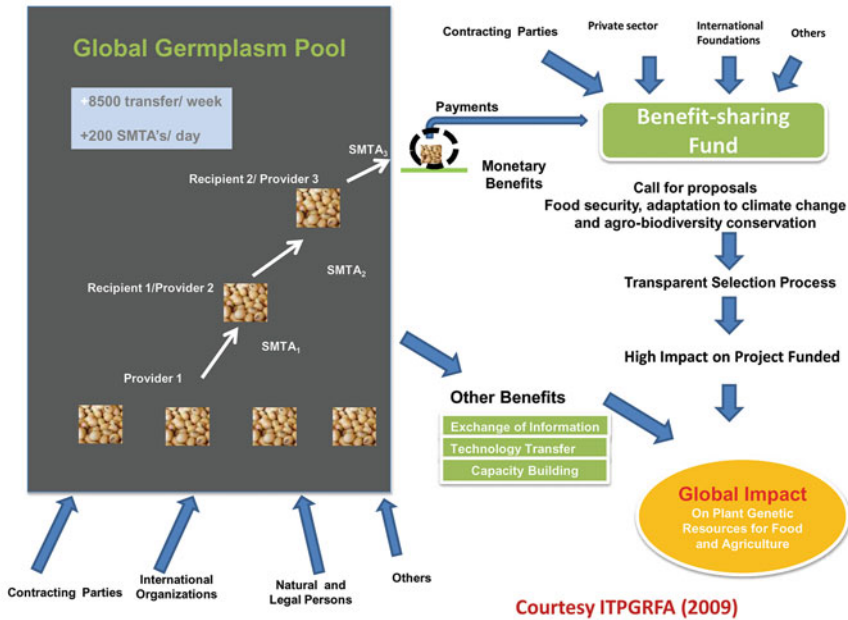 Global Germplasm Pool
+8500 transfer/ week
+200 SMTA's/ day
SMTA3
Recipient 2/ Provider 3
SMTA2
Recipient 1/Provider 2
SMTA1
Provider 1
Contracting Parties
International
Organizations
Natural and
Legal Persons
Others
Contracting Parties
Private sector
International
Foundations
Others
Payments
Benefit-sharing
Fund
Monetary
Benefits
Call for proposals
Food security, adaptation to climate change
and agro-biodiversity conservation
Transparent Selection Process
High Impact on Project Funded
Other Benefits
Exchange of Information
Technology Transfer
Capacity Building
Global Impact
On Plant Genetic
Resources for Food
and Agriculture
Courtesy ITPGRFA (2009)